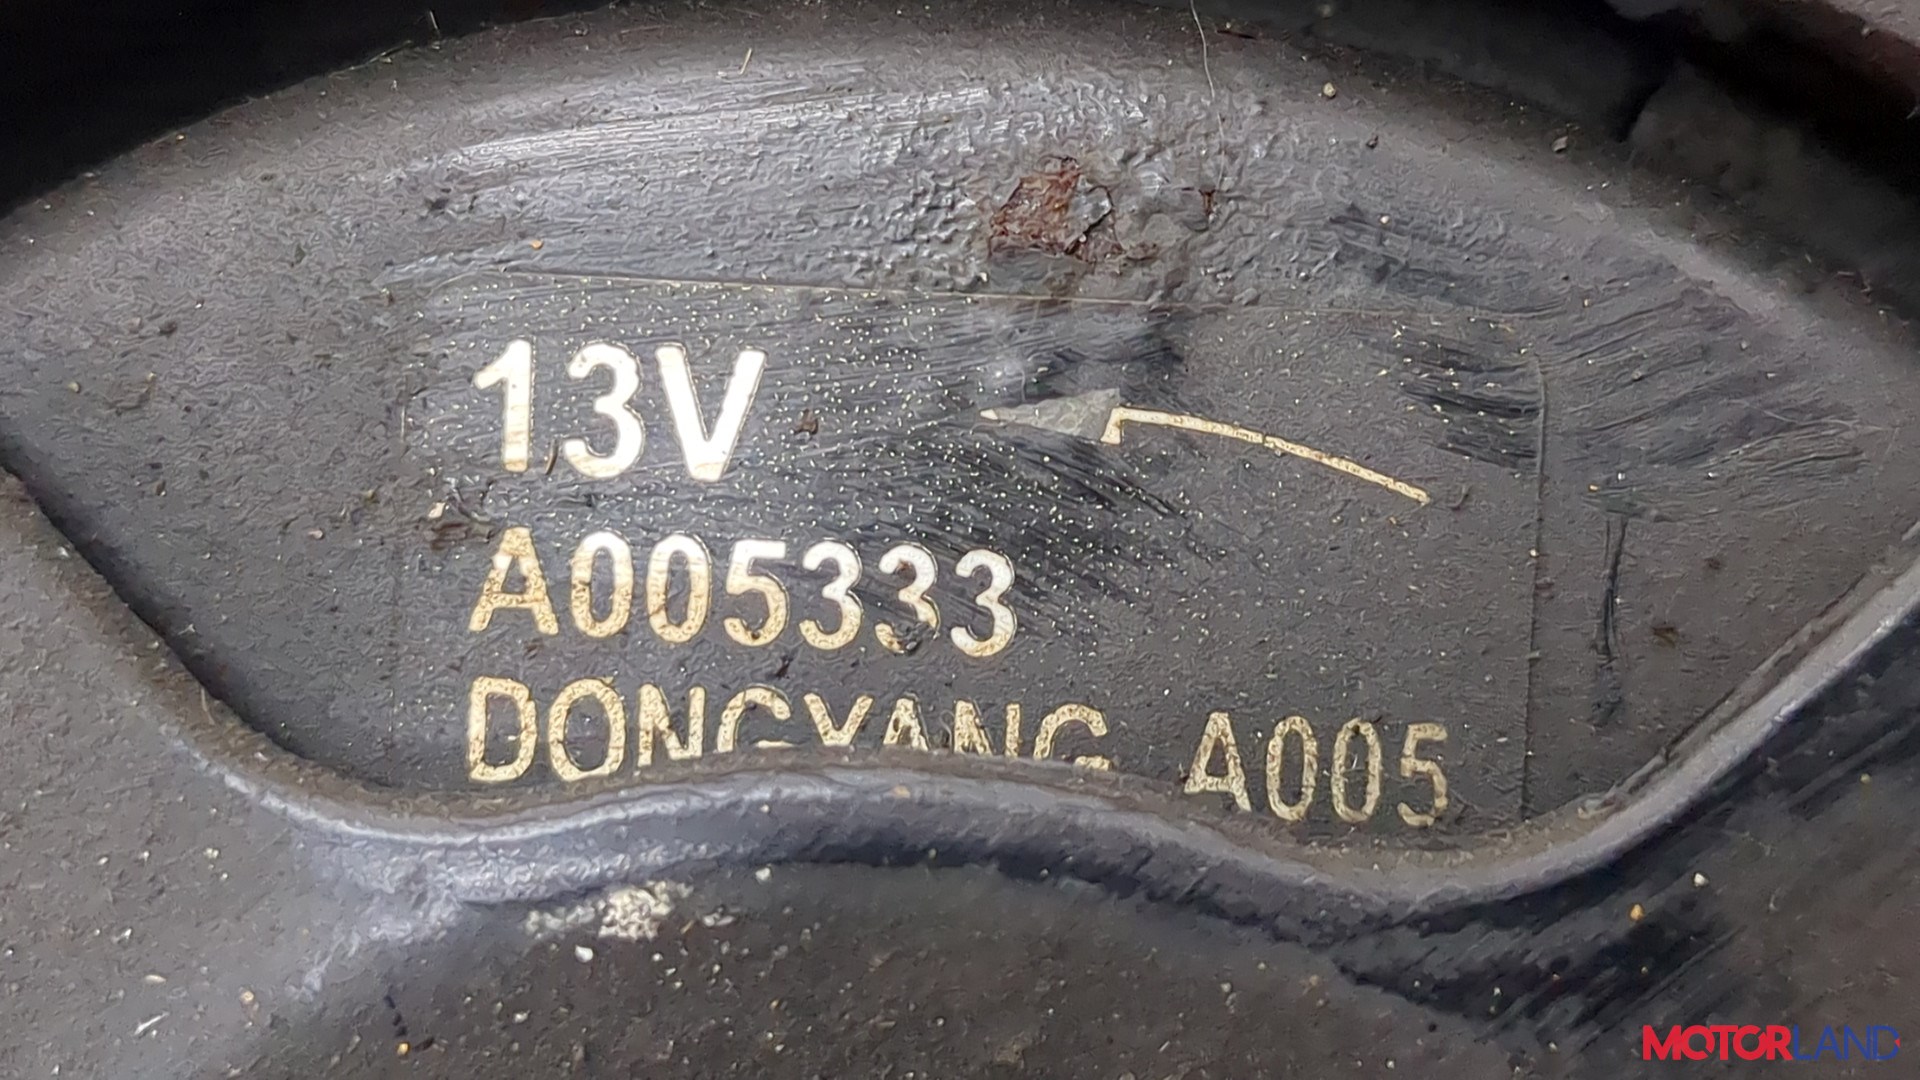 13V
A005333
DONGYANG A005
MOTORLAND